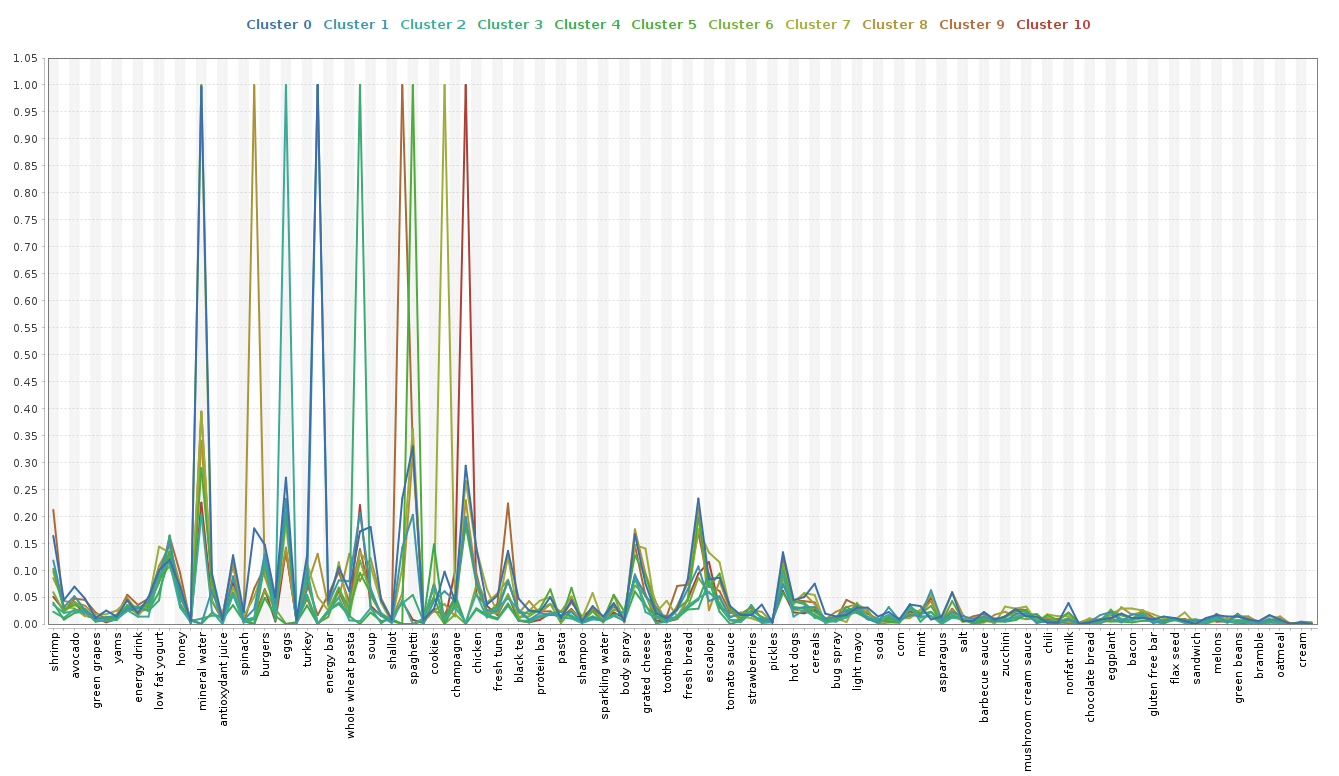 Cluster 0 Cluster 1 Cluster 2 Cluster 3 Cluster 4 Cluster 5 Cluster 6 Cluster 7 Cluster 8 Cluster 9 Cluster 10
1.05
1.00
0.95
0.90
0.85
0.80
0.75
0.70
0.65
0.60
0.55
0.50
0.45
0.40
0.35
0.30
0.25
0.20
0.15
0.10
0.05
0.00
shrimp
avocado
green grapes
yams
energy drink
low fat yogurt
honey
mineral water
antioxydant juice
spinach
burgers
eggs
turkey
energy bar
whole wheat pasta
soup
shallot
spaghetti
cookies
champagne
chicken
fresh tuna
black tea
protein bar
pasta
shampoo
sparkling water
body spray
grated cheese
toothpaste
fresh bread
escalope
tomato sauce
strawberries
pickles
hot dogs
cereals
bug spray
light mayo
soda
corn
mint
asparagus
salt
barbecue sauce
zucchini
mushroom cream sauce
chili
nonfat milk
chocolate bread
eggplant
bacon
gluten free bar
flax seed
sandwich
melons
green beans
bramble
oatmeal
cream